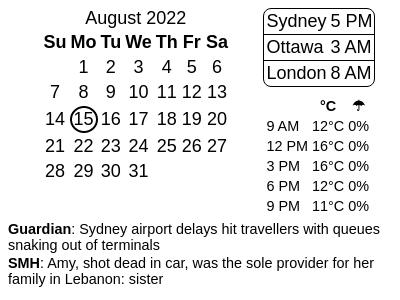 August 2022
Su Mo Tu We Th Fr Sa
1 2 3 4 5 6
7 8 9 10 11 12 13
14 15 16 17 18 19 20
21 22 23 24 25 26 27
28 29 30 31
Sydney 5 PM
Ottawa 3 AM
London 8 AM
°C ☂
9 AM 12°C 0%
12 PM 16°C 0%
3 PM 16°C 0%
6 PM 12°C 0%
9 PM 11°C 0%
Guardian: Sydney airport delays hit travellers with queues
snaking out of terminals
SMH: Amy, shot dead in car, was the sole provider for her
family in Lebanon: sister